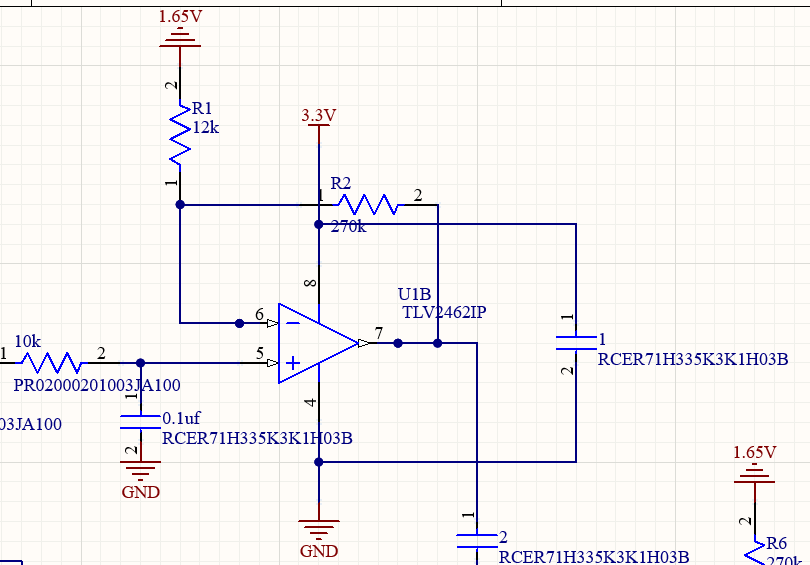 1.65V
2
R1
12k
1
3.3V
1
R2
2
270k
8
U1B
TLV2462IP
6
7
5
4
1
1
RCER71H335K3K1H03B
2
1
10k
2
PR02000201003JA100
03JA100
1
0.1uf
RCER71H335K3K1H03B
2
GND
GND
1
2
RCER71H335K3K1H03B
1.65V
2
R6
270k